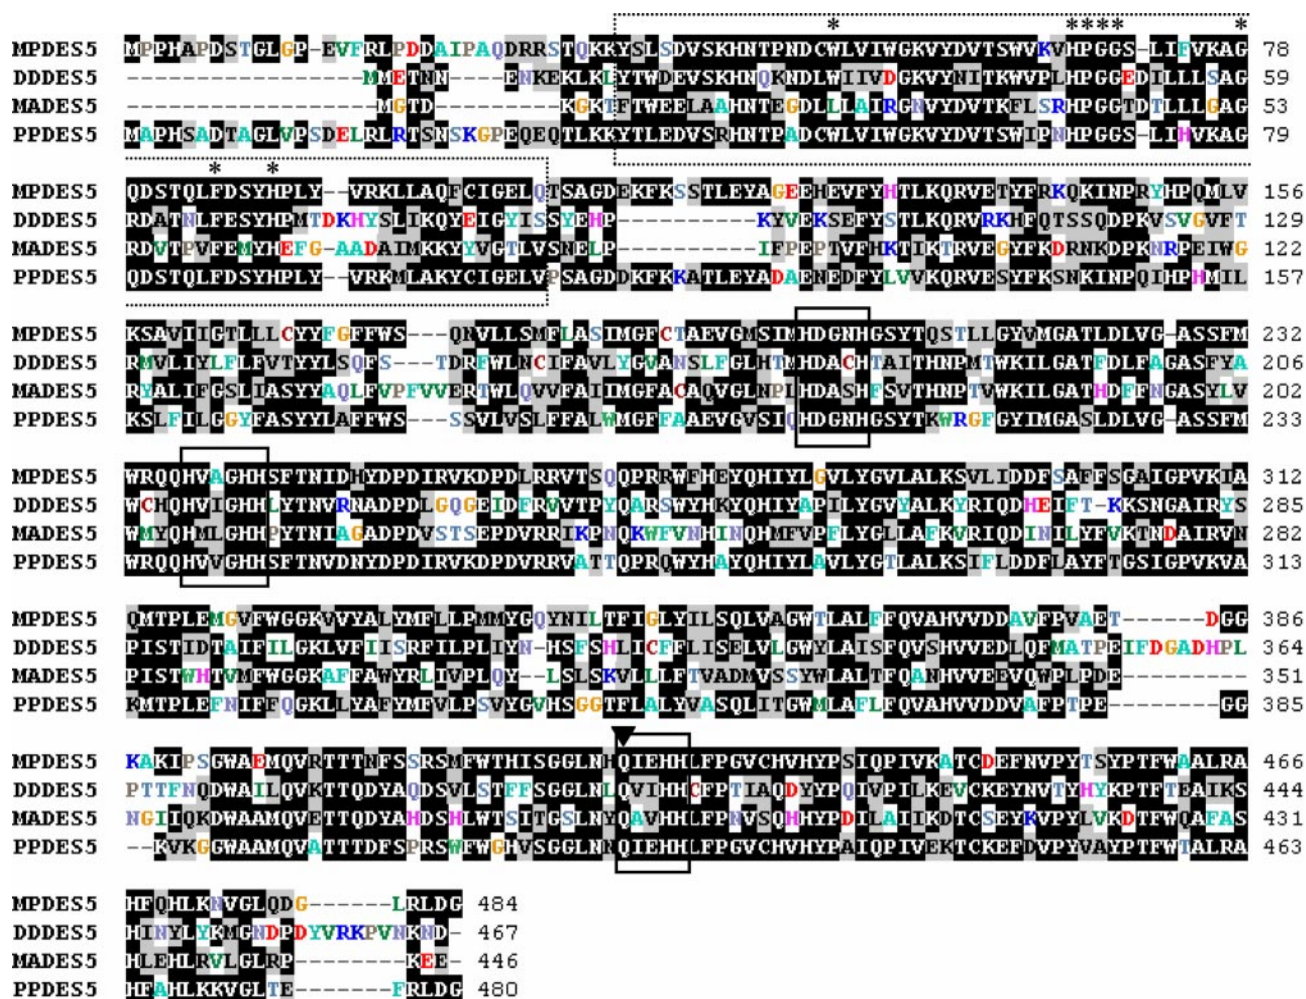 * **** *
MPDES5 MPPHAPDSTGLGP-EVFRLPDDAIPAQDRRSTQKKYSLSDVSKHNTPNDCWLVIWGKVYDVTSWVKVHPGGS-LIFVKAG 78
DDDES5 -----------------MMETNN----ENKEKLKLYTWDEVSKHNQKNDLWIIVDGKVYNITKWVPLHPGGEDILLLSAG 59
MADES5 ------------------MGTD---------KGKTFTWEELAAHNTEGDLLLAIRGNVYDVTKFLSRHPGGTDTLLLGAG 53
PPDES5 MAPHSADTAGLVPSDELRLRTSNSKGPEQEQTLKKYTLEDVSRHNTPADCWLVIWGKVYDVTSWIPNHPGGS-LIHVKAG 79
* *
MPDES5 QDSTQLFDSYHPLY--VRKLLAQFCIGELQTSAGDEKFKSSTLEYAGEEHEVFYHTLKQRVETYFRKQKINPRYHPQMLV 156
DDDES5 RDATNLFESYHPMTDKHYSLIKQYEIGYISSYEHP----------KYVEKSEFYSTLKQRVRKHFQTSSQDPKVSVGVFT 129
MADES5 RDVTPVFEMYHEFG-AADAIMKKYYVGTLVSNELP----------IFPEPTVFHKTIKTRVEGYFKDRNKDPKNRPEIWG 122
PPDES5 QDSTQLFDSYHPLY--VRKMLAKYCIGELVPSAGDDKFKKATLEYADAENEDFYLVVKQRVESYFKSNKINPQIHPHMIL 157
MPDES5 KSAVIIGTLLLCYYFGFFWS---QNVLLSMFLASIMGFCTAEVGMSIMHDGNHGSYTQSTLLGYVMGATLDLVG-ASSFM 232
DDDES5 RMVLIYLFLFVTYYLSQFS---TDRFWLNCIFAVLYGVANSLFGLHTMHDACHTAITHNPMTWKILGATFDLFAGASFYA 206
MADES5 RYALIFGSLIASYYAQLFVPFVVERTWLQVVFAIIMGFACAQVGLNPLHDASHFSVTHNPTVWKILGATHDFFNGASYLV 202
PPDES5 KSLFILGGYFASYYLAFFWS---SSVLVSLFFALWMGFFAAEVGVSIQHDGNHGSYTKWRGFGYIMGASLDLVG-ASSFM 233
MPDES5 WRQQHVAGHHSFTNIDHYDPDIRVKDPDLRRVTSQQPRRWFHEYQHIYLGVLYGVLALKSVLIDDFSAFFSGAIGPVKIA 312
DDDES5 WCHQHVIGHHLYTNVRNADPDLGQGEIDFRVVTPYQARSWYHKYQHIYAPILYGVYALKYRIQDHEIFT-KKSNGAIRYS 285
MADES5 WMYQHMLGHHPYTNIAGADPDVSTSEPDVRRIKPNQKWFVNHINQHMFVPFLYGLLAFKVRIQDINILYFVKTNDAIRVN 282
PPDES5 WRQQHVVGHHSFTNVDNYDPDIRVKDPDVRRVATTQPRQWYHAYQHIYLAVLYGTLALKSIFLDDFLAYFTGSIGPVKVA 313
MPDES5 QMTPLEMGVFWGGKVVYALYMFLLPMMYGQYNILTFIGLYILSQLVAGWTLALFFQVAHVVDDAVFPVAET-------DGG 386
DDDES5 PISTIDTAIFILGKLVFIISRFILPLIYN-HSFSHLICFFLISELVLGWYLAISFQVSHVVEDLQFMATPEIFDGADHPL 364
MADES5 PISTWHTVMFWGGKAFFAWYRLIVPLQY--LSLSKVLLLFTVADMVSSYWLALTFQANHVVEEVQWPLPDE--------- 351
PPDES5 KMTPLEFNIFFQGKLLYAFYMFVLPSVYGVHSGGTFLALYVASQLITGWMLAFLFQVAHVVDDVAFPTPE--------GG 385
MPDES5 KAKIPSGWAEMQVRTTTNFSSRSMFWTHISGGLNHQIEHHLFPGVCHVHYPSIQPIVKATCDEFNVPYTSYPTFWAALRA 466
DDDES5 PTTFNQDWAILQVKTTQDYAQDSVLSTFFSGGLNLQVIHHCFPTIAQDYYPQIVPILKEVCKEYNVTYHYKPTFTEAIKS 444
MADES5 NGIIQKDWAAMQVETTQDYAHDSHLWTSITGSLNYQAVHHLFPNVSQHHYPDILAIIKDTCSEYKVPYLVKDTFWQAFAS 431
PPDES5 --KVKGGWAAMQVATTTDFSPRSWFWGHVSGGLNNQIEHHLFPGVCHVHYPAIQPIVEKTCKEFDVPYVAYPTFWTALRA 463
MPDES5 HFQHLKNVGLQDG------LRLDG 484
DDDES5 HINYLYKMGNDPDYVRKPVNKND- 467
MADES5 HLEHLRVLGLRP--------KEE- 446
PPDES5 HFAHLKKVGLTE-------FRLDG 480